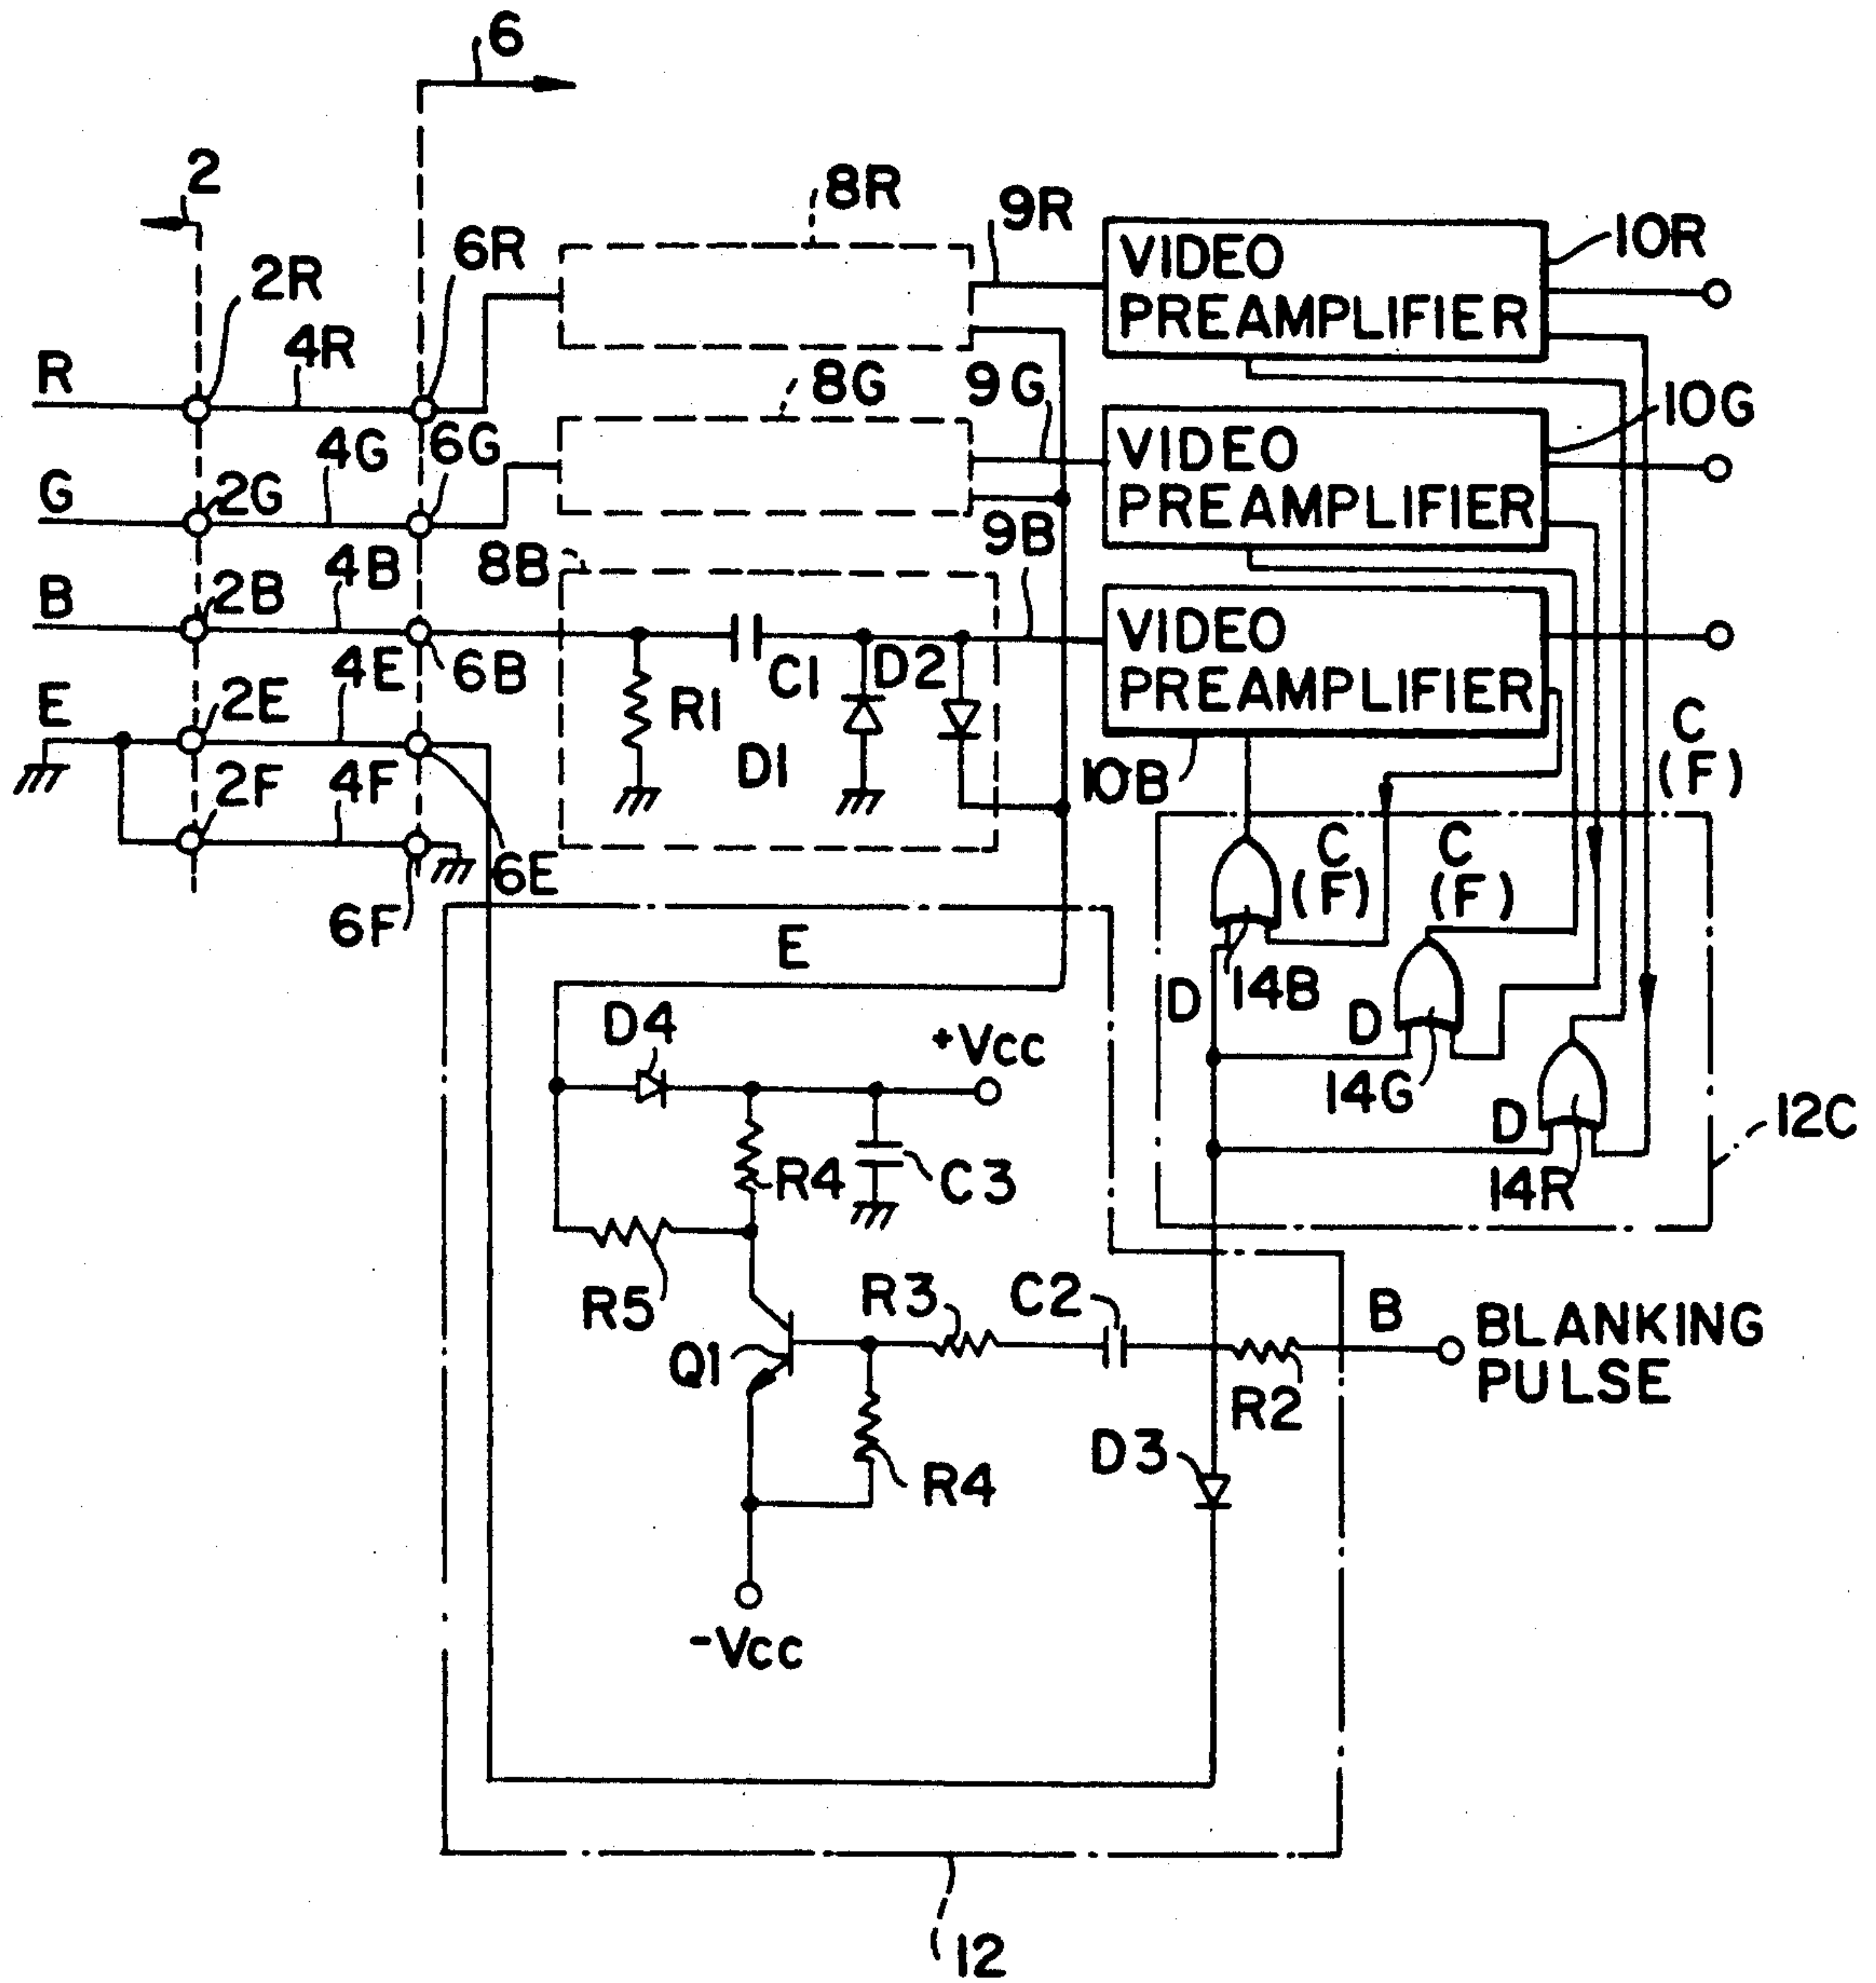 6
2
8R
9R
VIDEO
PREAMPLIFIER
10R
6R
2R
4R
R
8G
9G
10G
VIDEO
PREAMPLIFIER
6G
4G
G
2G
9B
8B
4B
B
2B
VIDEO
PREAMPLIFIER
6B
4E
C1
D2
R1
E
2E
D1
C
(F)
10B
4F
2F
6E
C
(F)
C
(F)
6F
E
D
14B
D
D4
+Vcc
14G
D
12C
R4
C3
14R
R5
R3
C2
B
BLANKING
PULSE
Q1
R2
D3
R4
-Vcc
12